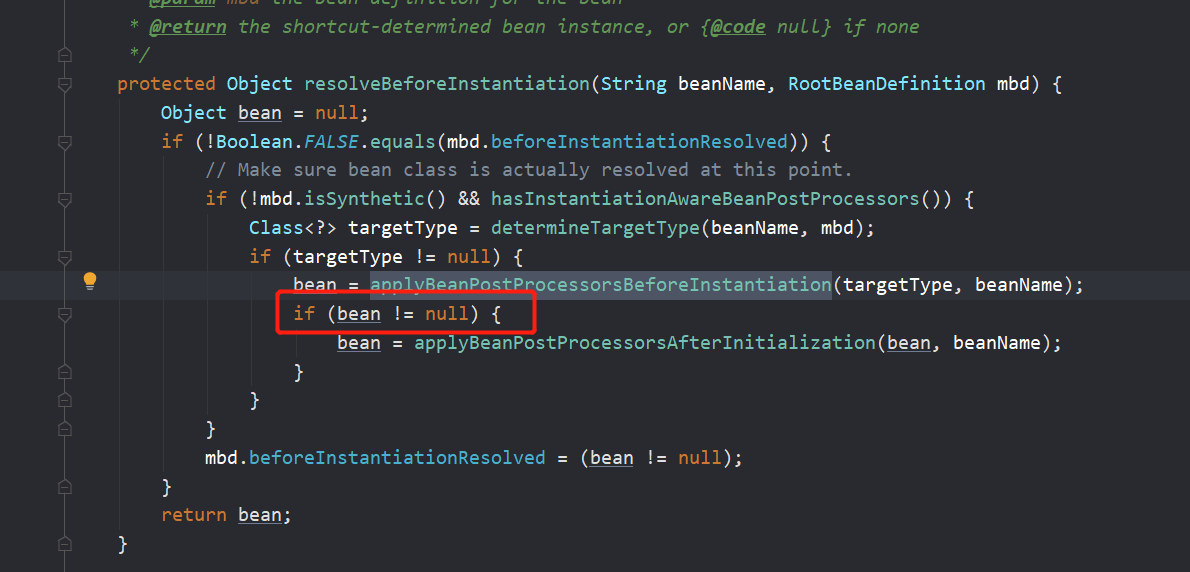 * @param mbd the bean definition for the bean
* @return the shortcut-determined bean instance, or {@code null} if none
*/
protected Object resolveBeforeInstantiation(String beanName, RootBeanDefinition mbd) {
Object bean = null;
if (!Boolean.FALSE.equals(mbd.beforeInstantiationResolved)) {
// Make sure bean class is actually resolved at this point.
if (!mbd.isSynthetic() && hasInstantiationAwareBeanPostProcessors()) {
Class<?> targetType = determineTargetType(beanName, mbd);
if (targetType != null) {
bean = applyBeanPostProcessorsBeforeInstantiation(targetType, beanName);
if (bean != null) {
bean = applyBeanPostProcessorsAfterInitialization(bean, beanName);
}
}
}
mbd.beforeInstantiationResolved = (bean != null);
}
return bean;
}